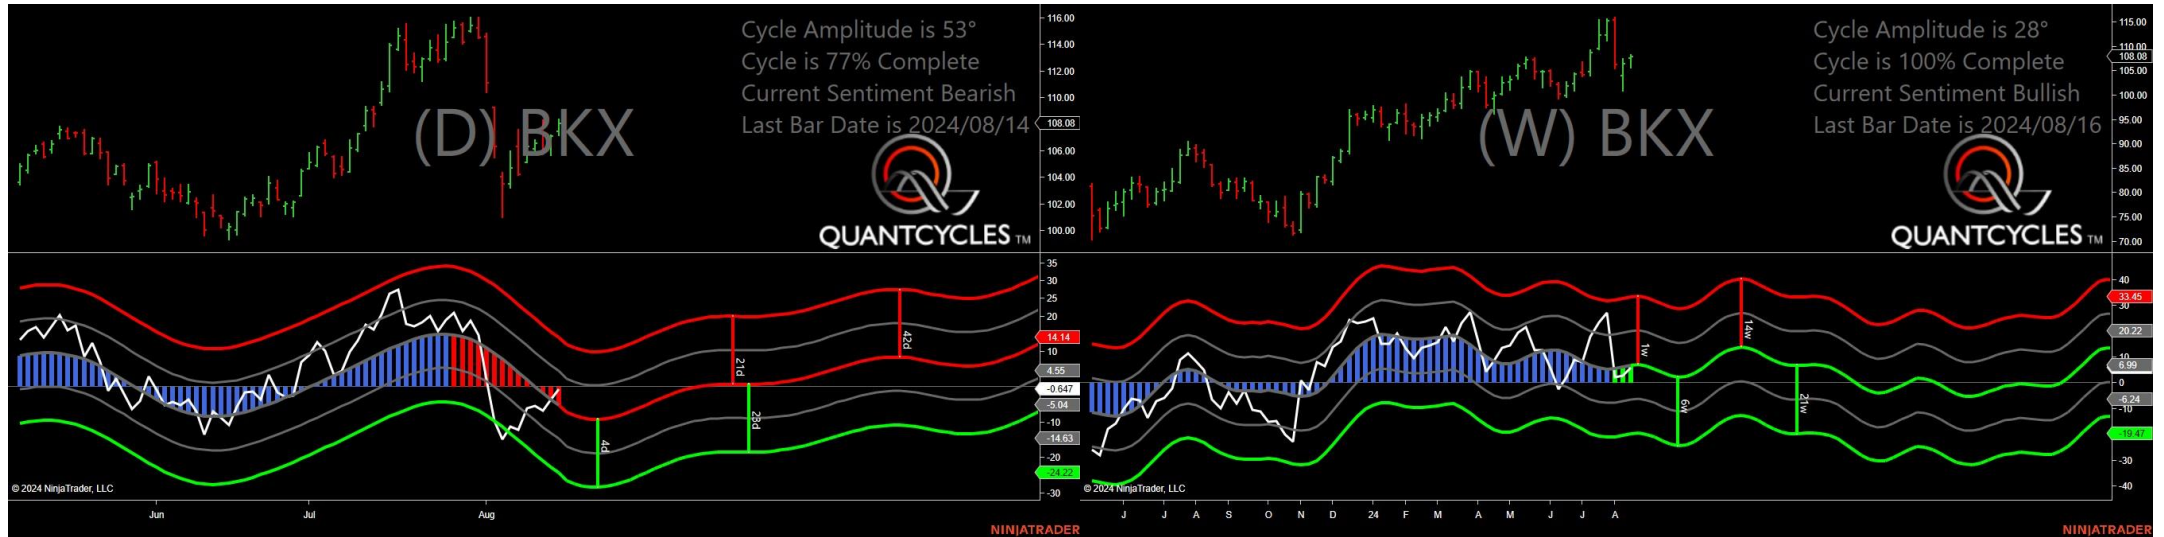 Cycle Amplitude is 53°
Cycle is 77% Complete
Current Sentiment Bearish
Last Bar Date is 2024/08/14
(D) BKX
QUANTCYCLES TM
116.00
114.00
112.00
110.00
108.08
106.00
104.00
102.00
100.00
35
30
25
20
14.14
10
4.55
-0.647
-5.04
-10
-14.63
-20
-24.22
-30
21d
42d
4d
23d
© 2024 NinjaTrader, LLC
Jun Jul Aug
NINJATRADER
Cycle Amplitude is 28°
Cycle is 100% Complete
Current Sentiment Bullish
Last Bar Date is 2024/08/16
(W) BKX
QUANTCYCLES TM
115.00
110.00
108.08
105.00
100.00
95.00
90.00
85.00
80.00
75.00
70.00
40
33.45
30
20.22
10
6.99
0
-6.24
-10
-19.47
-30
-40
1w
14w
6w
21w
© 2024 NinjaTrader, LLC
J J A S O N D 24 F M A M J J A
NINJATRADER